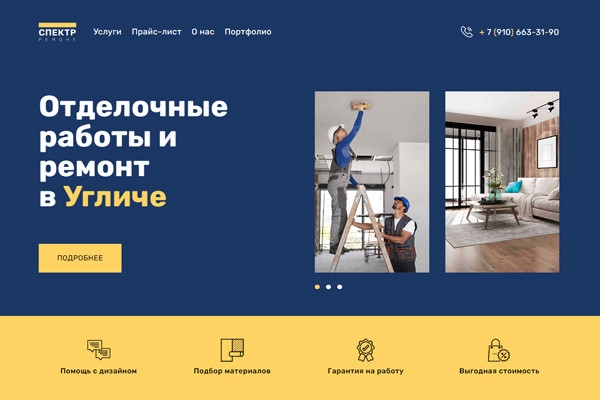 СПЕКТР
РЕМОНТ
Услуги Прайс-лист О нас Портфолио
+ 7 (910) 663-31-90
Отделочные
работы и
ремонт
в Угличе
ПОДРОБНЕЕ
Помощь с дизайном
Подбор материалов
Гарантия на работу
Выгодная стоимость